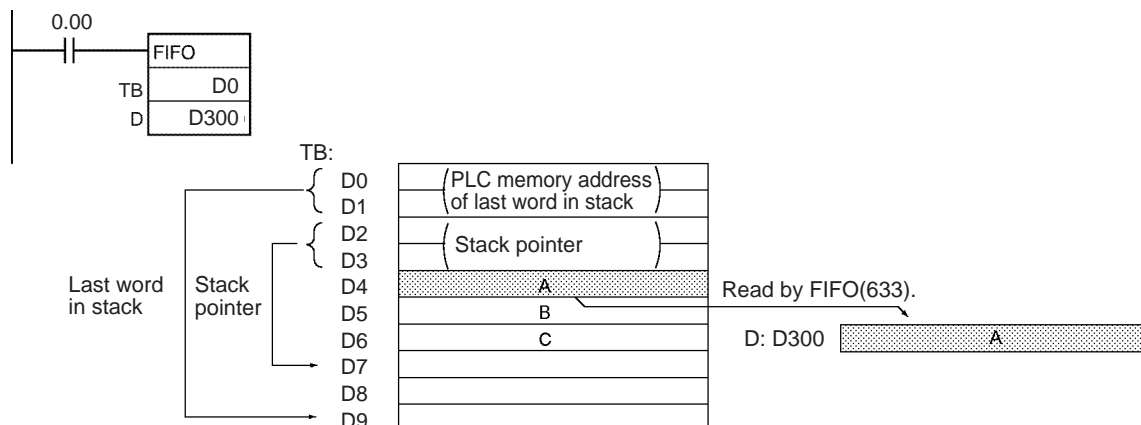 0.00
FIFO
TB D0
D D300
TB:
D0
D1
PLC memory address
of last word in stack
D2
D3
Stack pointer
Last word
in stack
Stack
pointer
D4 A
Read by FIFO(633).
D5 B
D6 C
D: D300 A
D7
D8
D9